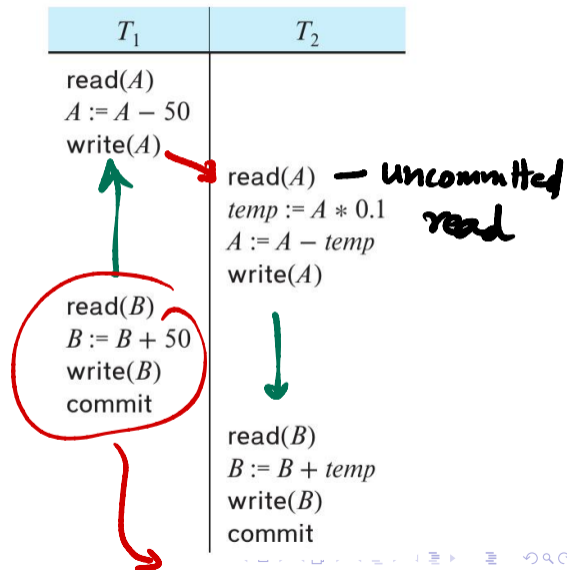 T₁ T₂
read(A)
A := A − 50
write(A)
read(A) — uncommitted
read
temp := A * 0.1
A := A − temp
write(A)
read(B)
B := B + 50
write(B)
commit
read(B)
B := B + temp
write(B)
commit